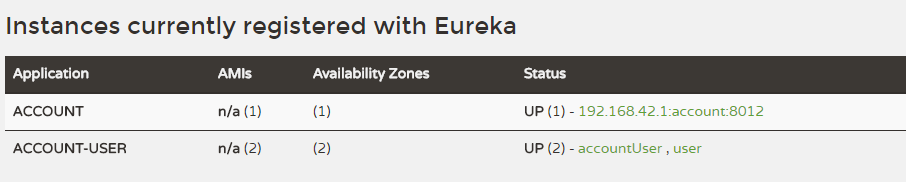 Instances currently registered with Eureka
Application AMIs Availability Zones Status
ACCOUNT n/a (1) (1) UP (1) - 192.168.42.1:account:8012
ACCOUNT-USER n/a (2) (2) UP (2) - accountUser , user